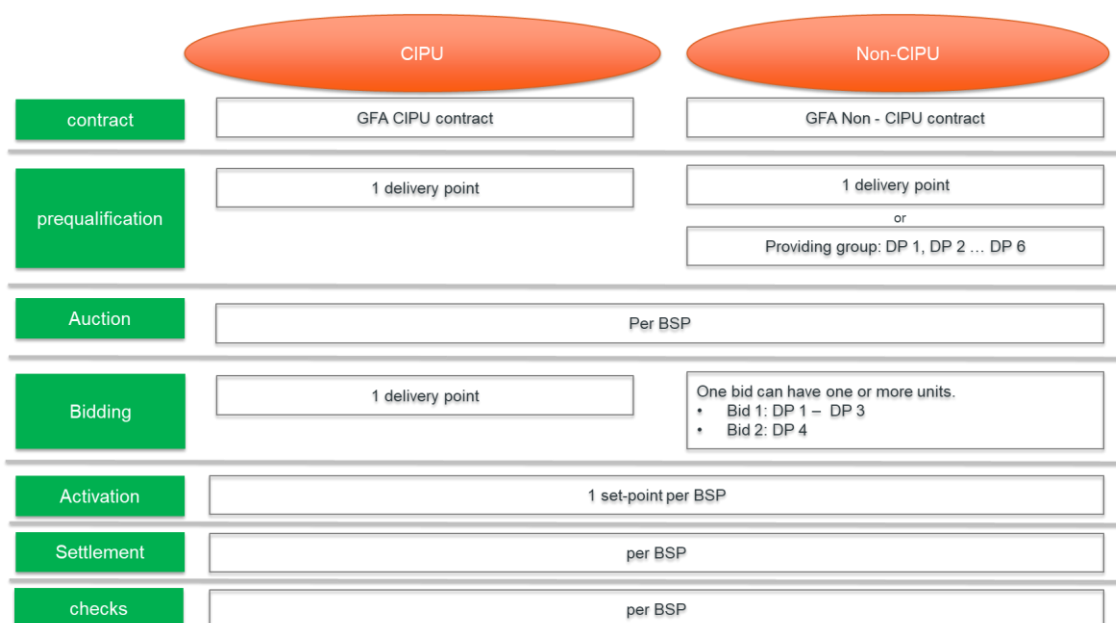 CIPU
Non-CIPU
contract
GFA CIPU contract
GFA Non - CIPU contract
prequalification
1 delivery point
1 delivery point
or
Providing group: DP 1, DP 2 ... DP 6
Auction
Per BSP
Bidding
1 delivery point
One bid can have one or more units.
• Bid 1: DP 1 – DP 3
• Bid 2: DP 4
Activation
1 set-point per BSP
Settlement
per BSP
checks
per BSP